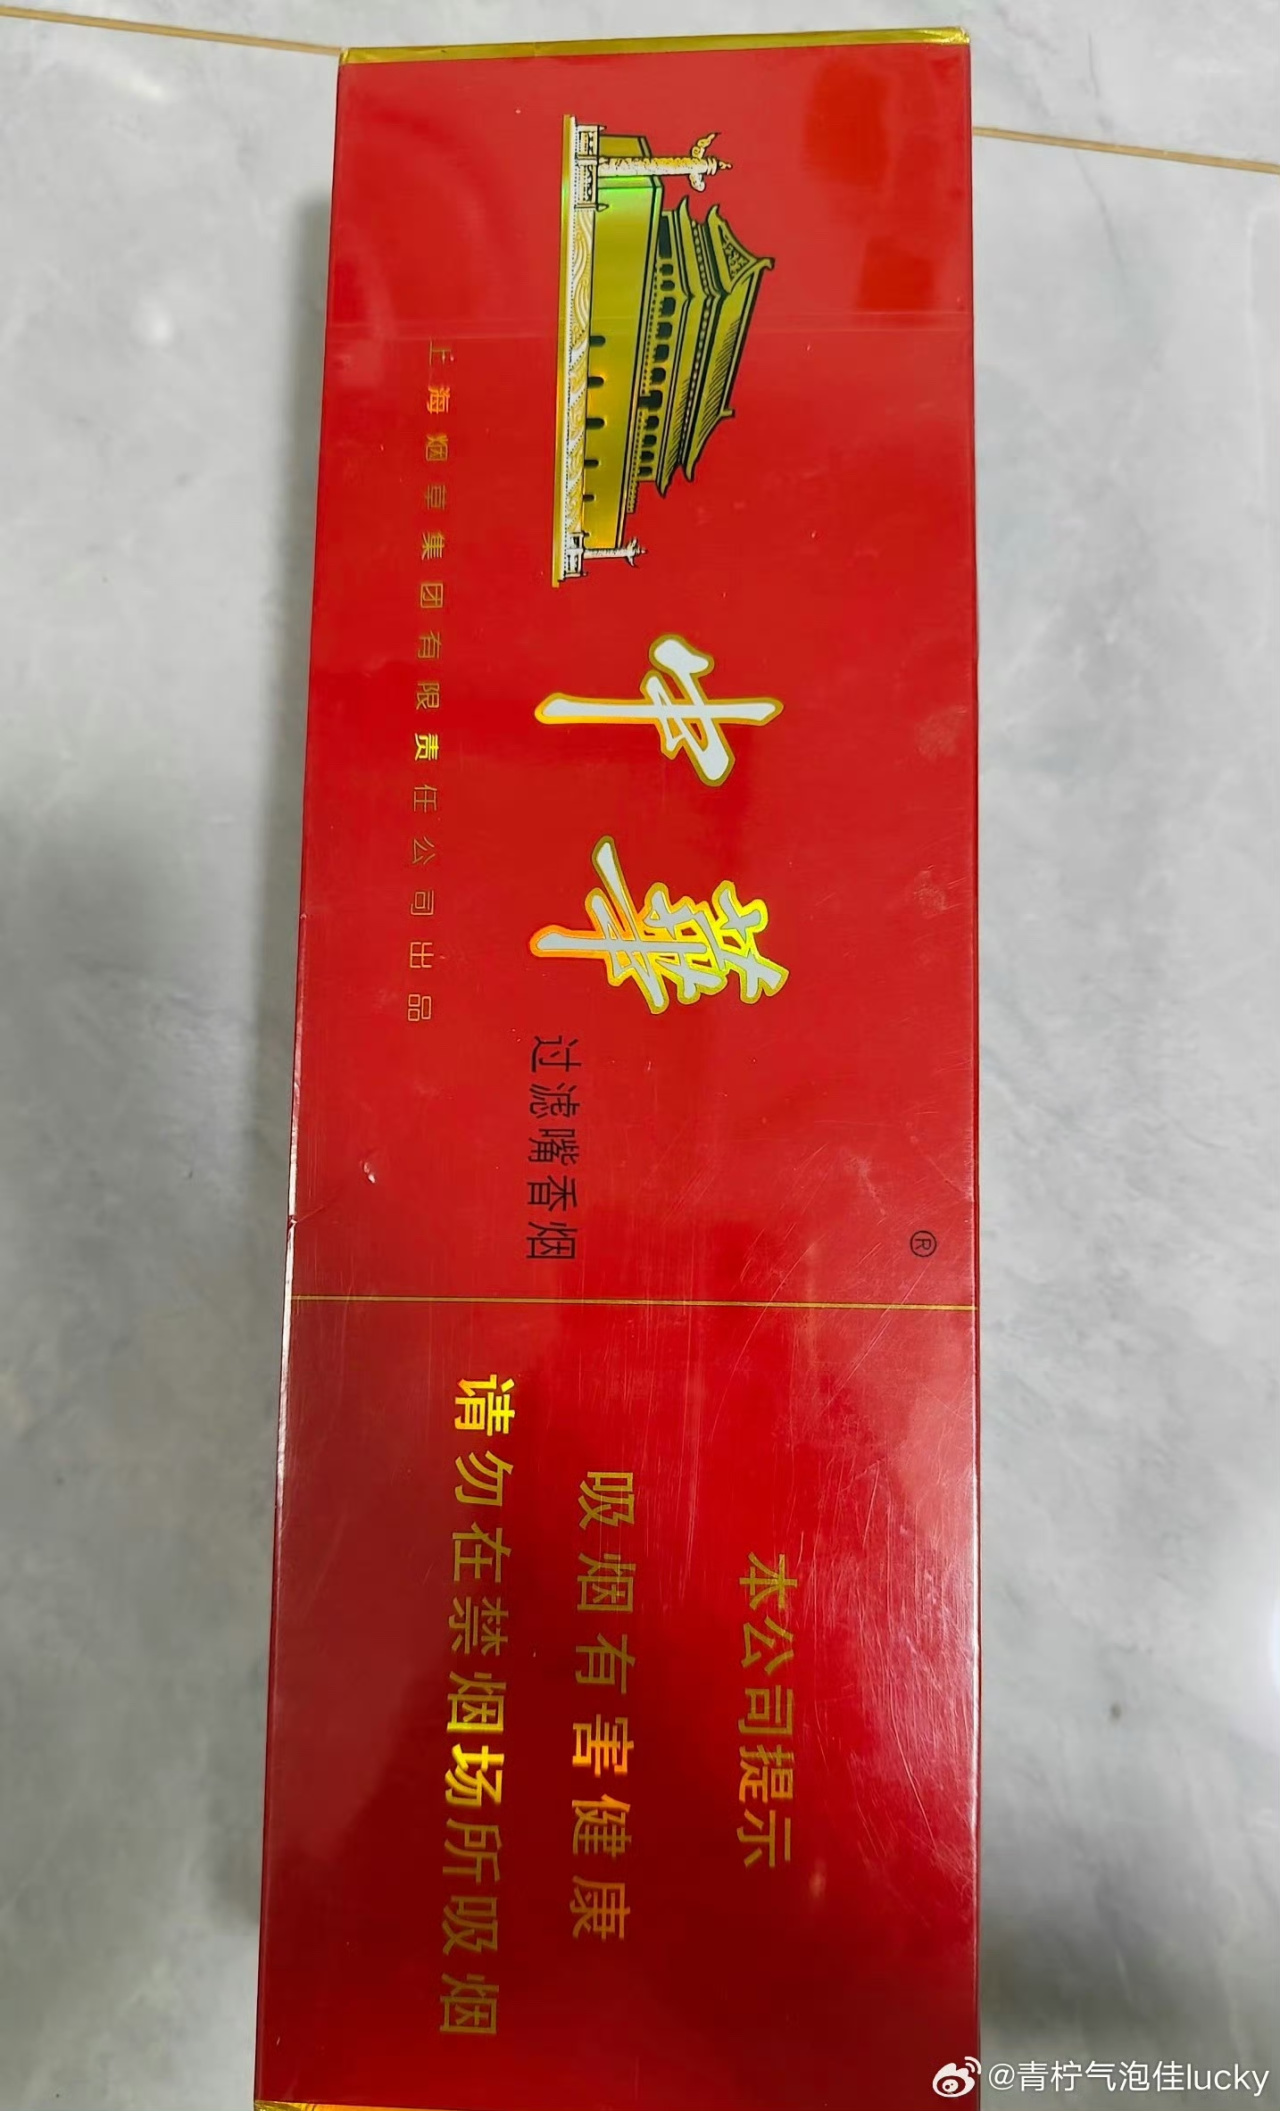 中华
®
过滤嘴香烟
上海烟草集团有限责任公司出品
本公司提示
吸烟有害健康
请勿在禁烟场所吸烟
@青柠气泡佳lucky